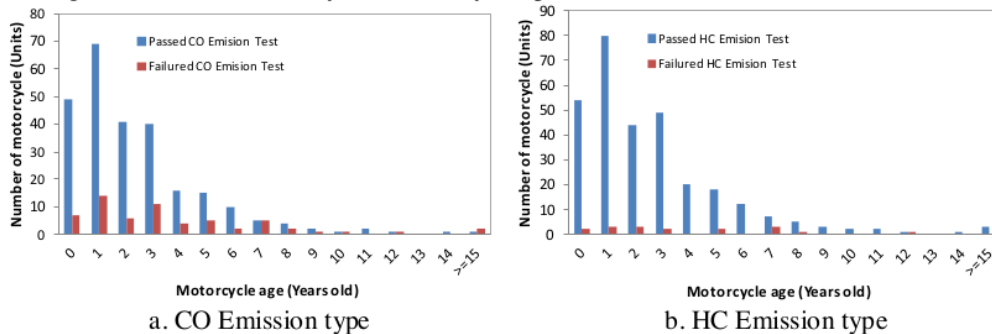 80
70
60
50
40
30
20
10
0
Number of motorcycle (Units)
Passed CO Emision Test
Failured CO Emision Test
0 1 2 3 4 5 6 7 8 9 10 11 12 13 14 >=15
Motorcycle age (Years old)
a. CO Emission type
90
80
70
60
50
40
30
20
10
0
Number of motorcycle (Units)
Passed HC Emision Test
Failured HC Emision Test
0 1 2 3 4 5 6 7 8 9 10 11 12 13 14 >=15
Motorcycle age (Years old)
b. HC Emission type